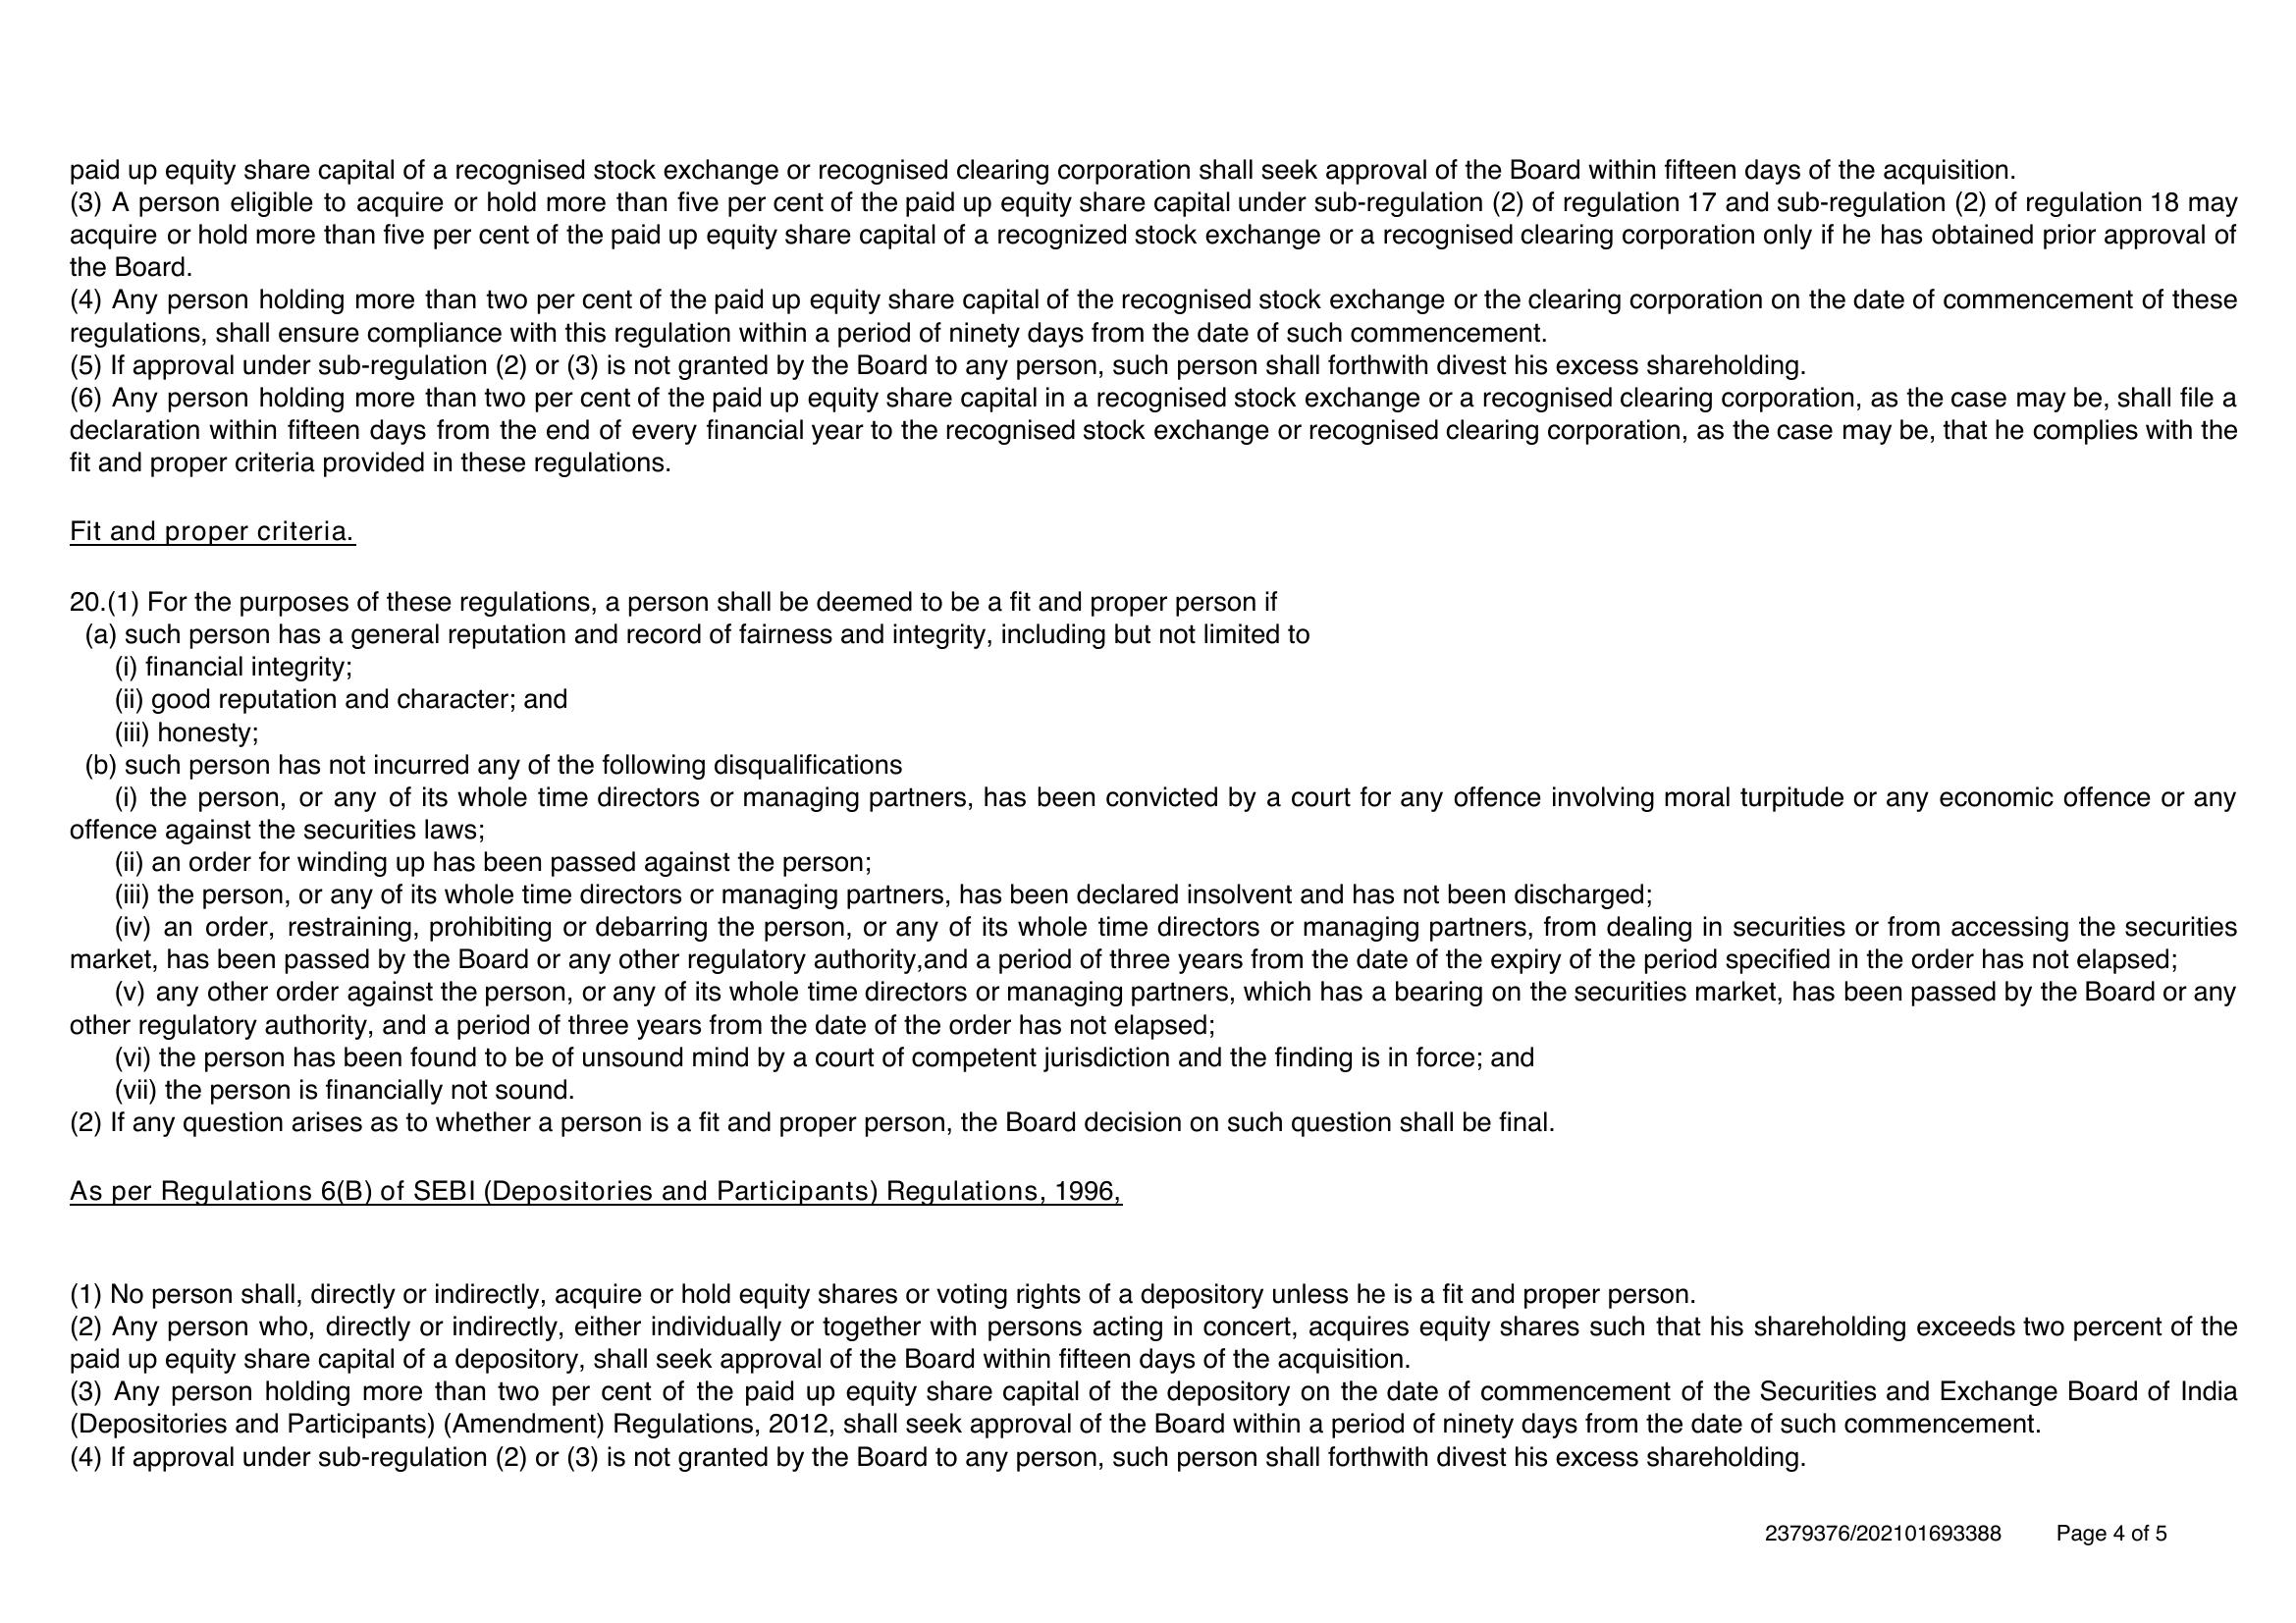 paid up equity share capital of a recognised stock exchange or recognised clearing corporation shall seek approval of the Board within fifteen days of the acquisition.
(3) A person eligible to acquire or hold more than five per cent of the paid up equity share capital under sub-regulation (2) of regulation 17 and sub-regulation (2) of regulation 18 may
acquire or hold more than five per cent of the paid up equity share capital of a recognized stock exchange or a recognised clearing corporation only if he has obtained prior approval of
the Board.
(4) Any person holding more than two per cent of the paid up equity share capital of the recognised stock exchange or the clearing corporation on the date of commencement of these
regulations, shall ensure compliance with this regulation within a period of ninety days from the date of such commencement.
(5) If approval under sub-regulation (2) or (3) is not granted by the Board to any person, such person shall forthwith divest his excess shareholding.
(6) Any person holding more than two per cent of the paid up equity share capital in a recognised stock exchange or a recognised clearing corporation, as the case may be, shall file a
declaration within fifteen days from the end of every financial year to the recognised stock exchange or recognised clearing corporation, as the case may be, that he complies with the
fit and proper criteria provided in these regulations.
Fit and proper criteria.
20.(1) For the purposes of these regulations, a person shall be deemed to be a fit and proper person if
(a) such person has a general reputation and record of fairness and integrity, including but not limited to
(i) financial integrity;
(ii) good reputation and character; and
(iii) honesty;
(b) such person has not incurred any of the following disqualifications
(i) the person, or any of its whole time directors or managing partners, has been convicted by a court for any offence involving moral turpitude or any economic offence or any
offence against the securities laws;
(ii) an order for winding up has been passed against the person;
(iii) the person, or any of its whole time directors or managing partners, has been declared insolvent and has not been discharged;
(iv) an order, restraining, prohibiting or debarring the person, or any of its whole time directors or managing partners, from dealing in securities or from accessing the securities
market, has been passed by the Board or any other regulatory authority,and a period of three years from the date of the expiry of the period specified in the order has not elapsed;
(v) any other order against the person, or any of its whole time directors or managing partners, which has a bearing on the securities market, has been passed by the Board or any
other regulatory authority, and a period of three years from the date of the order has not elapsed;
(vi) the person has been found to be of unsound mind by a court of competent jurisdiction and the finding is in force; and
(vii) the person is financially not sound.
(2) If any question arises as to whether a person is a fit and proper person, the Board decision on such question shall be final.
As per Regulations 6(B) of SEBI (Depositories and Participants) Regulations, 1996,
(1) No person shall, directly or indirectly, acquire or hold equity shares or voting rights of a depository unless he is a fit and proper person.
(2) Any person who, directly or indirectly, either individually or together with persons acting in concert, acquires equity shares such that his shareholding exceeds two percent of the
paid up equity share capital of a depository, shall seek approval of the Board within fifteen days of the acquisition.
(3) Any person holding more than two per cent of the paid up equity share capital of the depository on the date of commencement of the Securities and Exchange Board of India
(Depositories and Participants) (Amendment) Regulations, 2012, shall seek approval of the Board within a period of ninety days from the date of such commencement.
(4) If approval under sub-regulation (2) or (3) is not granted by the Board to any person, such person shall forthwith divest his excess shareholding.
2379376/202101693388 Page 4 of 5